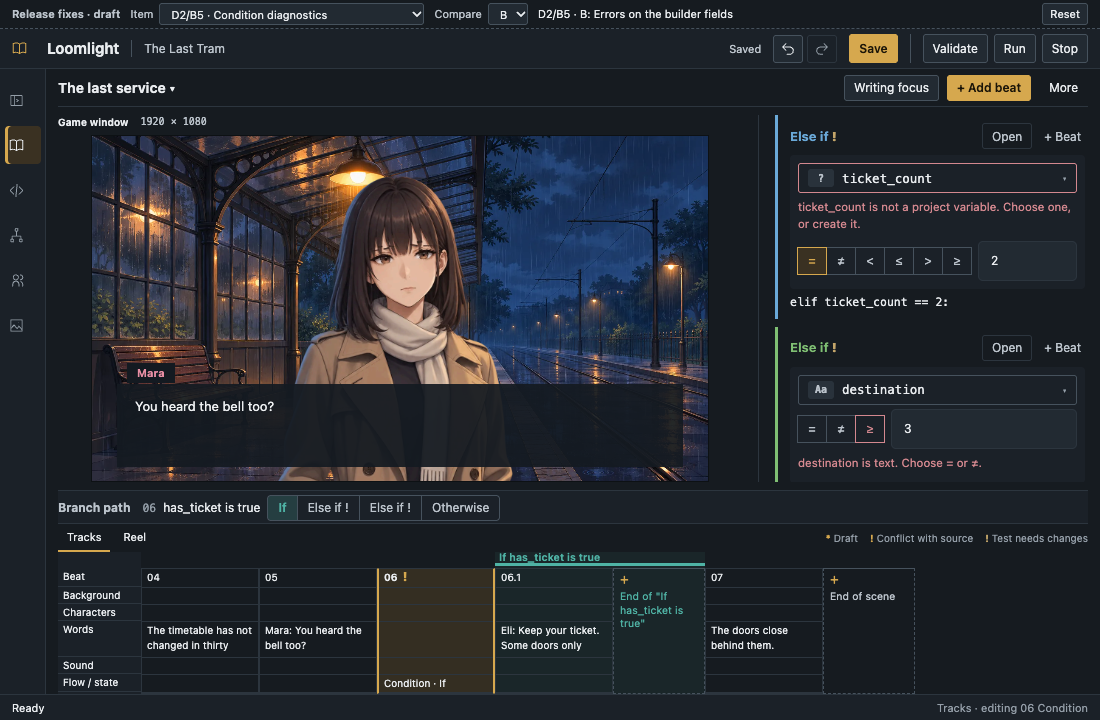 Release fixes · draft Item D2/B5 · Condition diagnostics Compare B D2/B5 · B: Errors on the builder fields Reset
Loomlight The Last Tram Saved Save Validate Run Stop
The last service Writing focus + Add beat More
Game window 1920 × 1080
Mara
You heard the bell too?
Else if ! Open + Beat
? ticket_count
ticket_count is not a project variable. Choose one,
or create it.
= ≠ < ≤ > ≥ 2
elif ticket_count == 2:
Else if ! Open + Beat
Aa destination
= ≠ ≥ 3
destination is text. Choose = or ≠.
Branch path 06 has_ticket is true If Else if ! Else if ! Otherwise
Tracks Reel * Draft ! Conflict with source ! Test needs changes
If has_ticket is true
Beat 04 05 06 ! 06.1 + 07 +
Background
Characters
Words
Sound
Flow / state
The timetable has not
changed in thirty
Mara: You heard the
bell too?
Condition · If
Eli: Keep your ticket.
Some doors only
End of "If
has_ticket is
true"
The doors close
behind them.
End of scene
Ready Tracks · editing 06 Condition